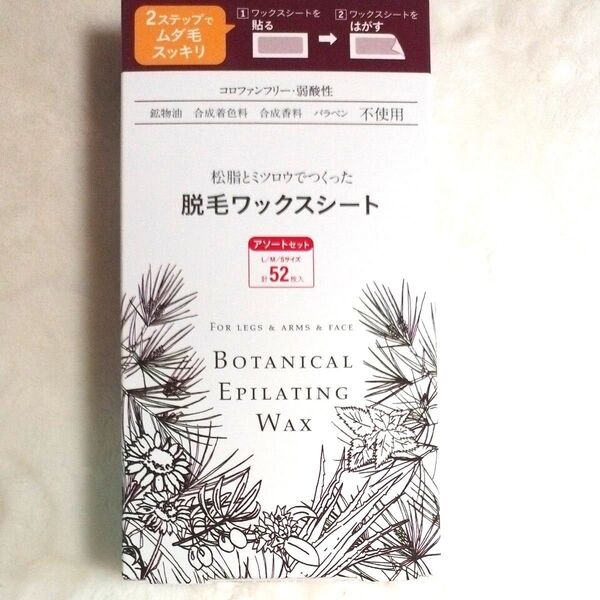 2ステップで
ムダ毛
スッキリ
1 ワックスシートを
貼る
2 ワックスシートを
はがす
コロファンフリー・弱酸性
鉱物油 合成着色料 合成香料 パラベン 不使用
松脂とミツロウでつくった
脱毛ワックスシート
アソートセット
L/M/Sサイズ
計52枚入
FOR LEGS & ARMS & FACE
BOTANICAL
EPILATING
WAX